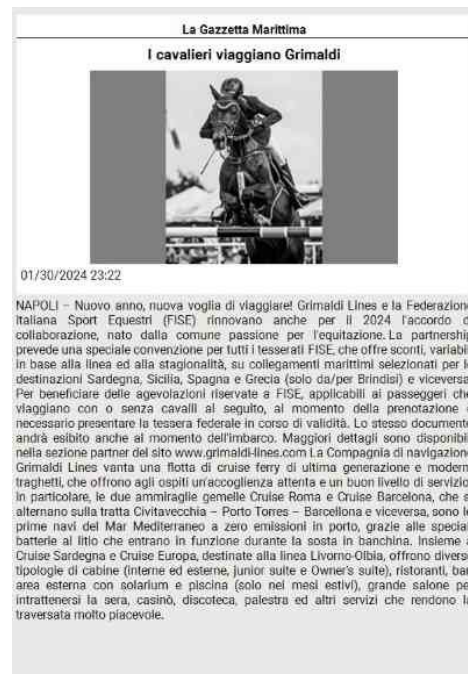 La Gazzetta Marittima
I cavalieri viaggiano Grimaldi
01/30/2024 23:22
NAPOLI – Nuovo anno, nuova voglia di viaggiare! Grimaldi Lines e la Federazione
Italiana Sport Equestri (FISE) rinnovano anche per il 2024 l'accordo d
collaborazione, nato dalla comune passione per l'equitazione. La partnership
prevede una speciale convenzione per tutti i tesserati FISE, che offre sconti, variabil
in base alla linea ed alla stagionalità, su collegamenti marittimi selezionati per l
destinazioni Sardegna, Sicilia, Spagna e Grecia (solo da/per Brindisi) e viceversa
Per beneficiare delle agevolazioni riservate a FISE, applicabili ai passeggeri che
viaggiano con o senza cavalli al seguito, al momento della prenotazione
necessario presentare la tessera federale in corso di validità. Lo stesso documento
andrà esibito anche al momento dell'imbarco. Maggiori dettagli sono disponibil
nella sezione partner del sito www.grimaldi-lines.com La Compagnia di navigazione
Grimaldi Lines vanta una flotta di cruise ferry di ultima generazione e modern
traghetti, che offrono agli ospiti un'accoglienza attenta e un buon livello di servizio
in particolare, le due ammiraglie gemelle Cruise Roma e Cruise Barcelona, che s
alternano sulla tratta Civitavecchia – Porto Torres – Barcellona e viceversa, sono l
prime navi del Mar Mediterraneo a zero emissioni in porto, grazie alle special
batterie al litio che entrano in funzione durante la sosta in banchina. Insieme a
Cruise Sardegna e Cruise Europa, destinate alla linea Livorno-Olbia, offrono diverse
tipologie di cabine (interne ed esterne, junior suite e Owner's suite), ristoranti, bar
area esterna con solarium e piscina (solo nei mesi estivi), grande salone pe
intrattenersi la sera, casinò, discoteca, palestra ed altri servizi che rendono la
traversata molto piacevole.